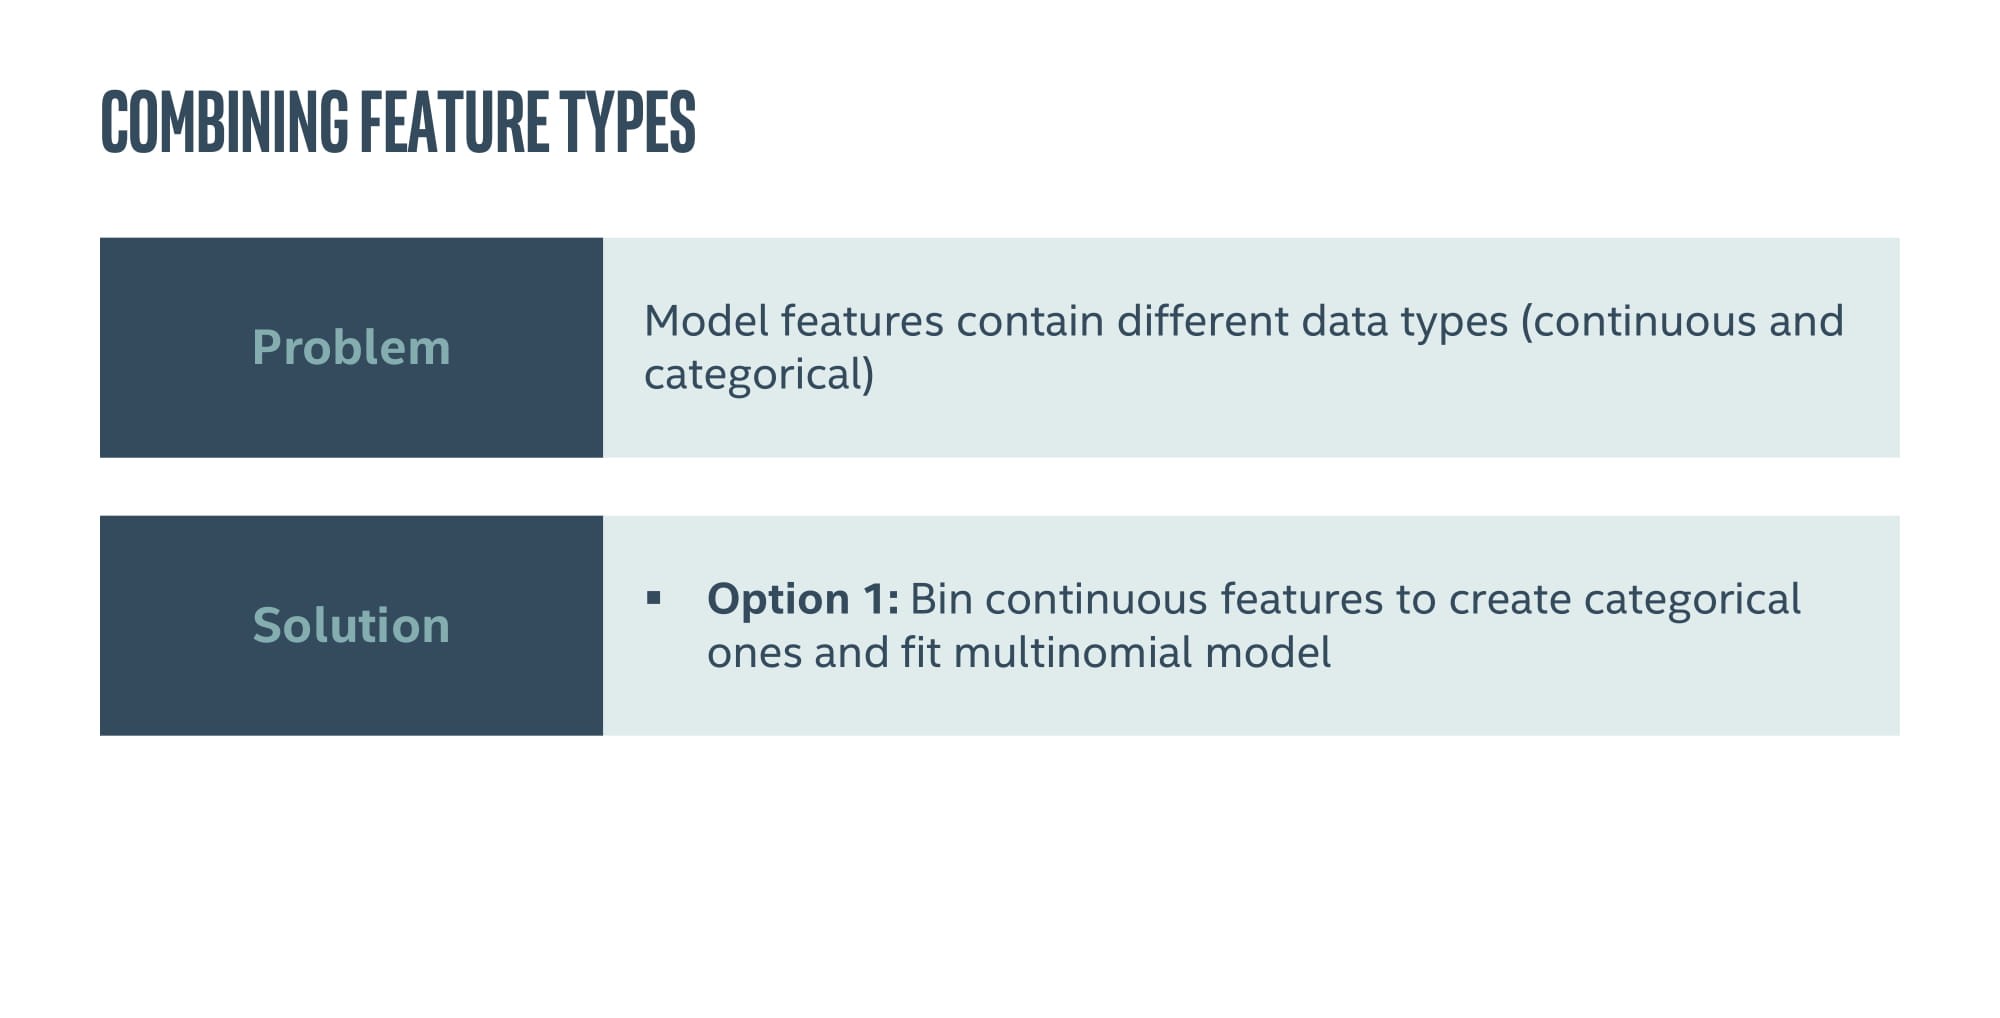 COMBINING FEATURE TYPES
Problem
Model features contain different data types (continuous and
categorical)
Solution
▪ Option 1: Bin continuous features to create categorical
ones and fit multinomial model